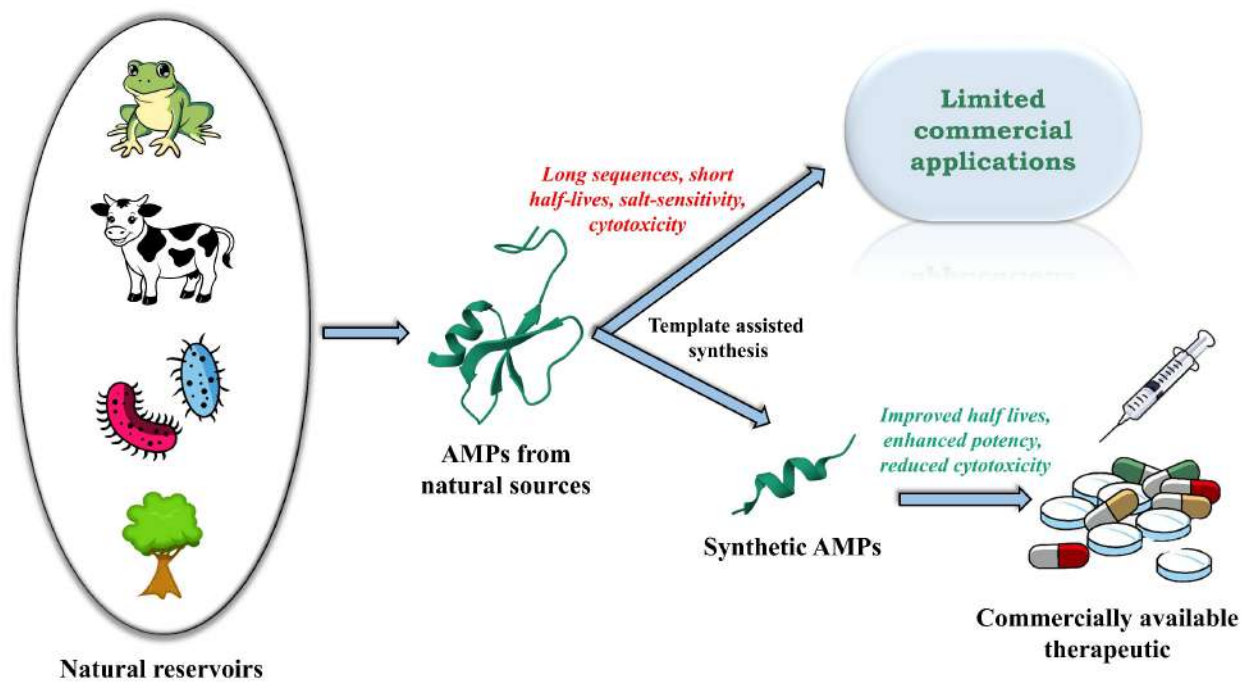 Limited
commercial
applications
Long sequences, short
half-lives, salt-sensitivity,
cytotoxicity
Template assisted
synthesis
AMPs from
natural sources
Improved half lives,
enhanced potency,
reduced cytotoxicity
Synthetic AMPs
Commercially available
therapeutic
Natural reservoirs